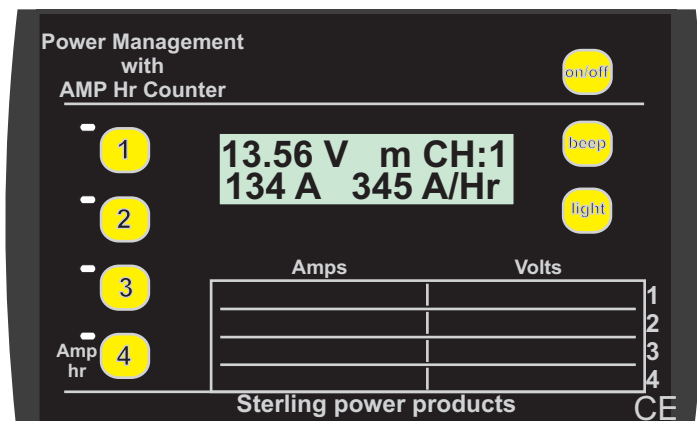 Power Management
with
AMP Hr Counter
on/off
1
beep
13.56 V m CH:1
134 A 345 A/Hr
2
light
3
Amps Volts
1
2
3
4
Amp
hr
4
Sterling power products
CE